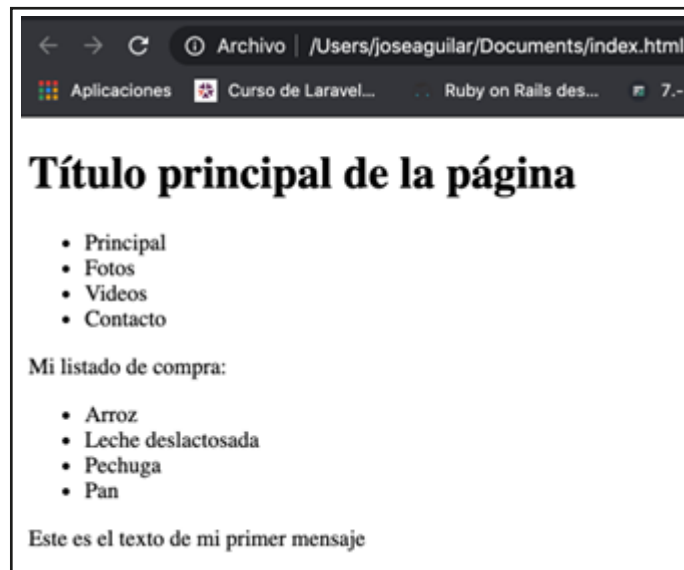 Archivo | /Users/joseaguilar/Documents/index.html
Aplicaciones Curso de Laravel... Ruby on Rails des... 7.-
Título principal de la página
• Principal
• Fotos
• Videos
• Contacto
Mi listado de compra:
• Arroz
• Leche deslactosada
• Pechuga
• Pan
Este es el texto de mi primer mensaje